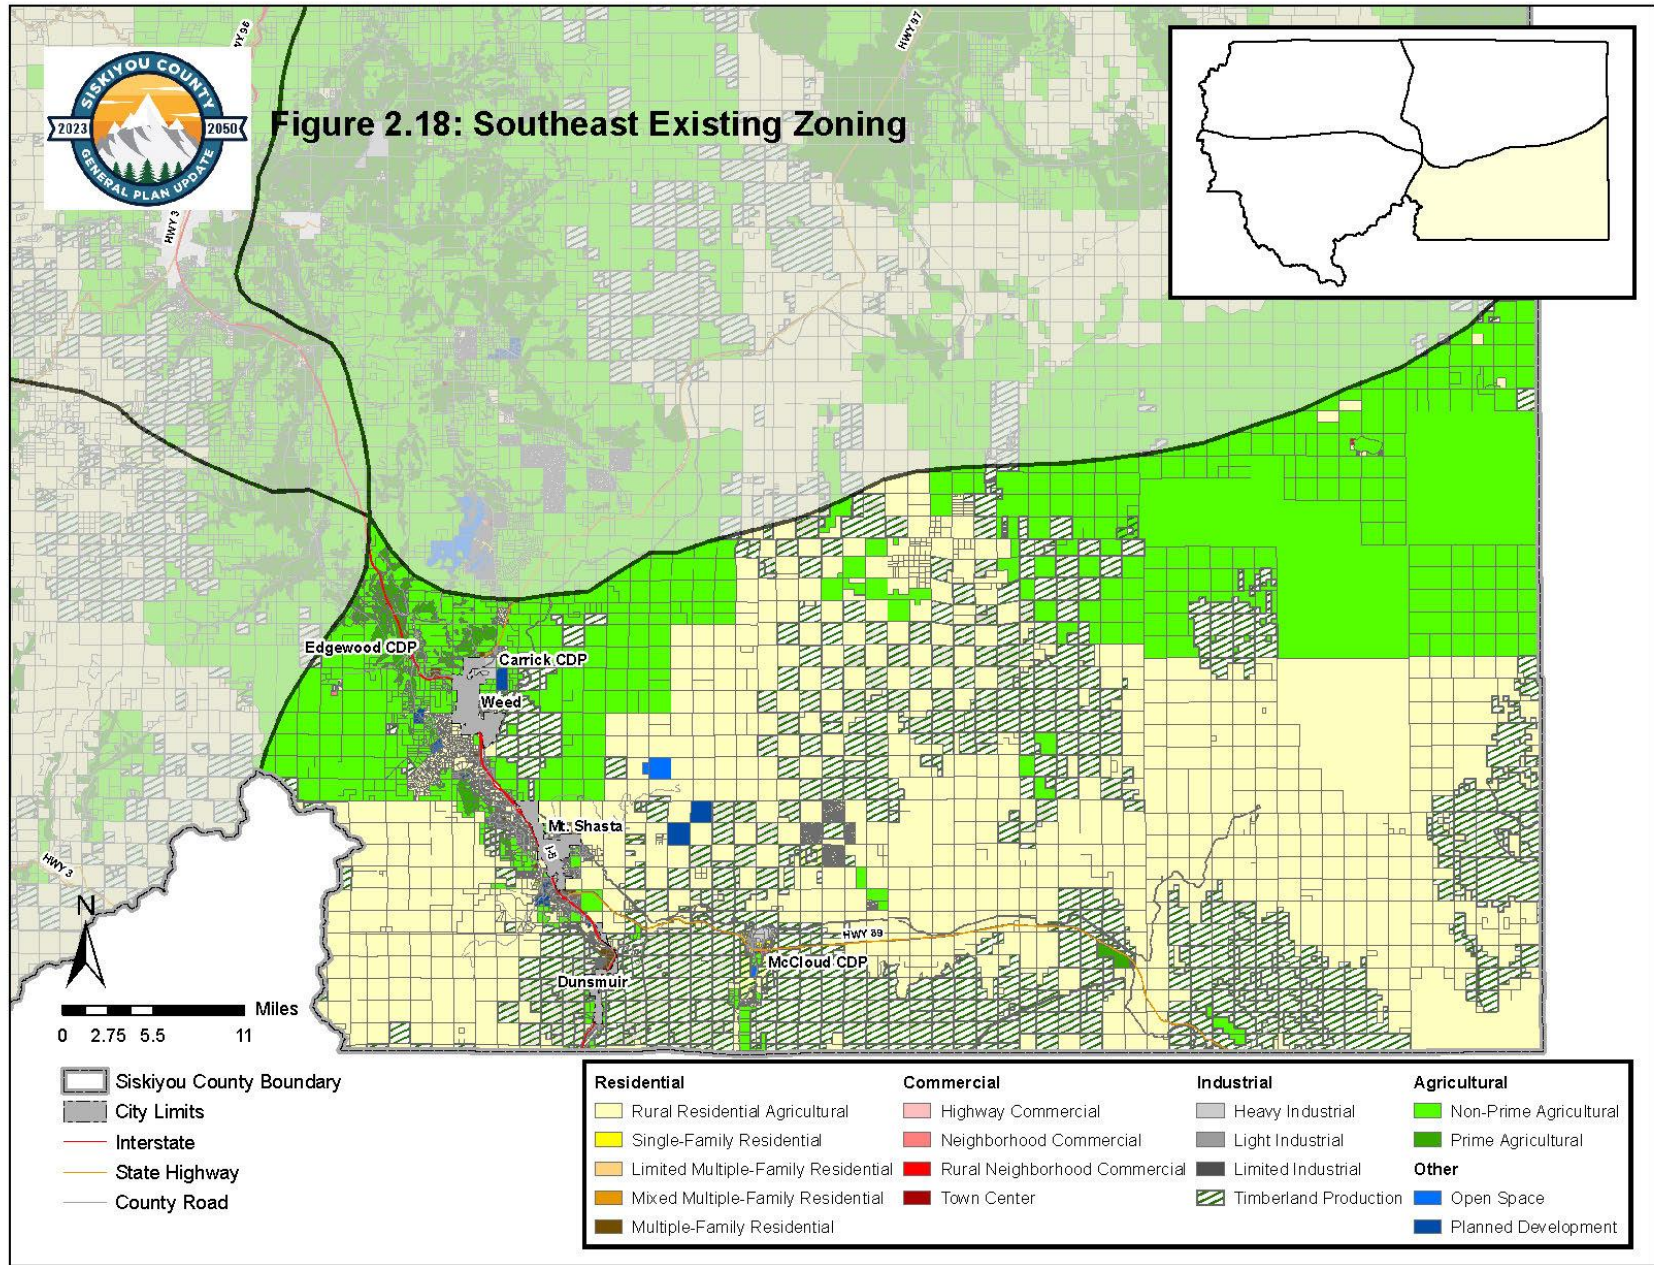 HWY 96
HWY 97
SISKIYOU COUNTY
2023 2050
GENERAL PLAN UPDATE
Figure 2.18: Southeast Existing Zoning
HWY 3
Edgewood CDP
Carrick CDP
Weed
Mt. Shasta
I-5
HWY 3
HWY 89
McCloud CDP
Dunsmuir
N
Miles
0 2.75 5.5 11
Siskiyou County Boundary
City Limits
Interstate
State Highway
County Road
Residential
Rural Residential Agricultural
Single-Family Residential
Limited Multiple-Family Residential
Mixed Multiple-Family Residential
Multiple-Family Residential
Commercial
Highway Commercial
Neighborhood Commercial
Rural Neighborhood Commercial
Town Center
Industrial
Heavy Industrial
Light Industrial
Limited Industrial
Timberland Production
Agricultural
Non-Prime Agricultural
Prime Agricultural
Other
Open Space
Planned Development